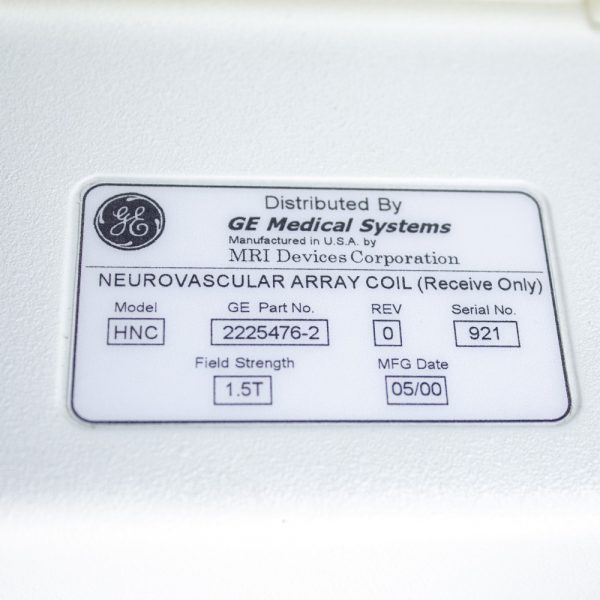 GE
Distributed By
GE Medical Systems
Manufactured in U.S.A. by
MRI Devices Corporation
NEUROVASCULAR ARRAY COIL (Receive Only)
Model GE Part No. REV Serial No.
HNC 2225476-2 0 921
Field Strength MFG Date
1.5T 05/00